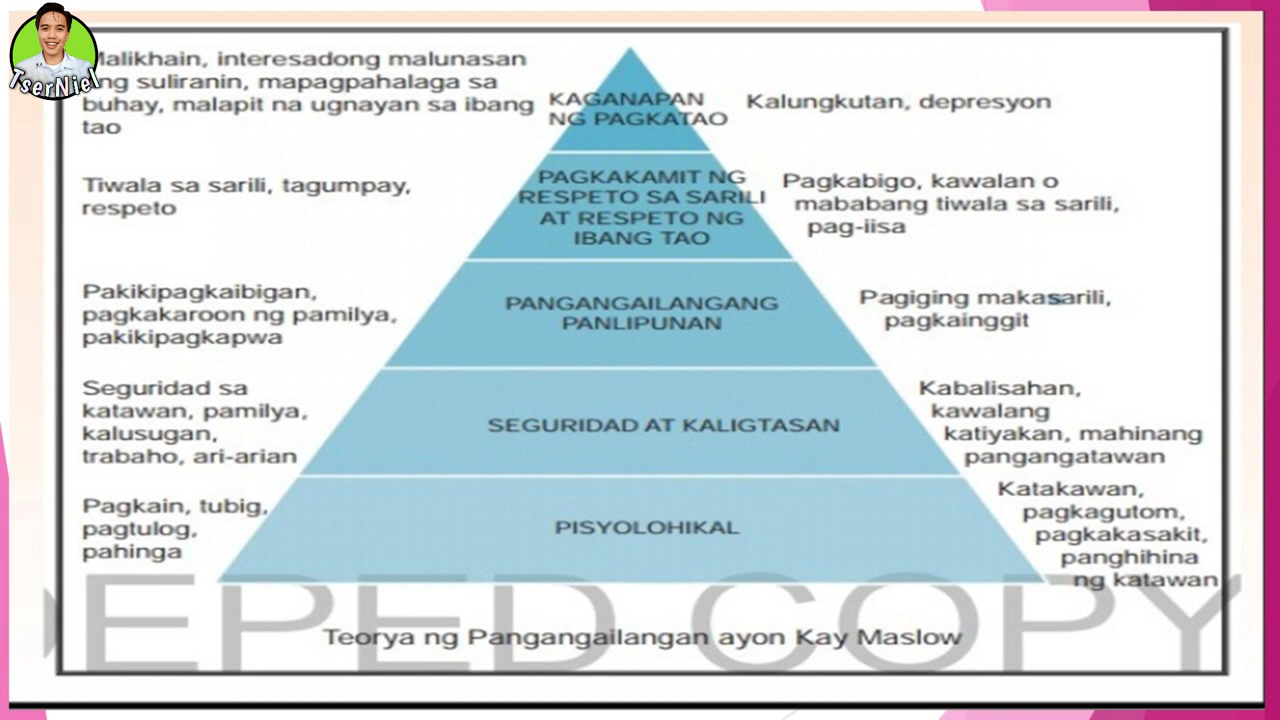 TserNiel
Malikhain, interesadong malunasan
ang suliranin, mapagpahalaga sa
buhay, malapit na ugnayan sa ibang
tao
KAGANAPAN
NG PAGKATAO
Kalungkutan, depresyon
Tiwala sa sarili, tagumpay,
respeto
PAGKAKAMIT NG
RESPETO SA SARILI
AT RESPETO NG
IBANG TAO
Pagkabigo, kawalan o
mababang tiwala sa sarili,
pag-iisa
Pakikipagkaibigan,
pagkakaroon ng pamilya,
pakikipagkapwa
PANGANGAILANGANG
PANLIPUNAN
Pagiging makasarili,
pagkainggit
Seguridad sa
katawan, pamilya,
kalusugan,
trabaho, ari-arian
SEGURIDAD AT KALIGTASAN
Kabalisahan,
kawalang
katiyakan, mahinang
pangangatawan
Pagkain, tubig,
pagtulog,
pahinga
PISYOLOHIKAL
Katakawan,
pagkagutom,
pagkakasakit,
panghihina
ng katawan
EPED COPY
Teorya ng Pangangailangan ayon Kay Maslow